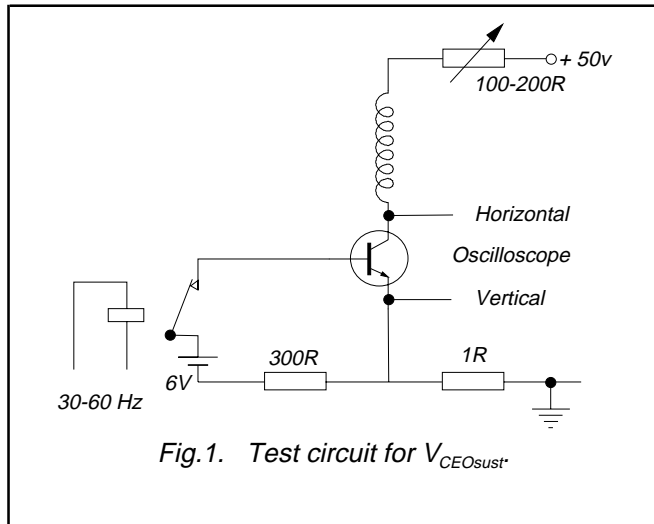 + 50v
100-200R
Horizontal
Oscilloscope
Vertical
300R
1R
6V
30-60 Hz
Fig.1. Test circuit for VCEOsust.